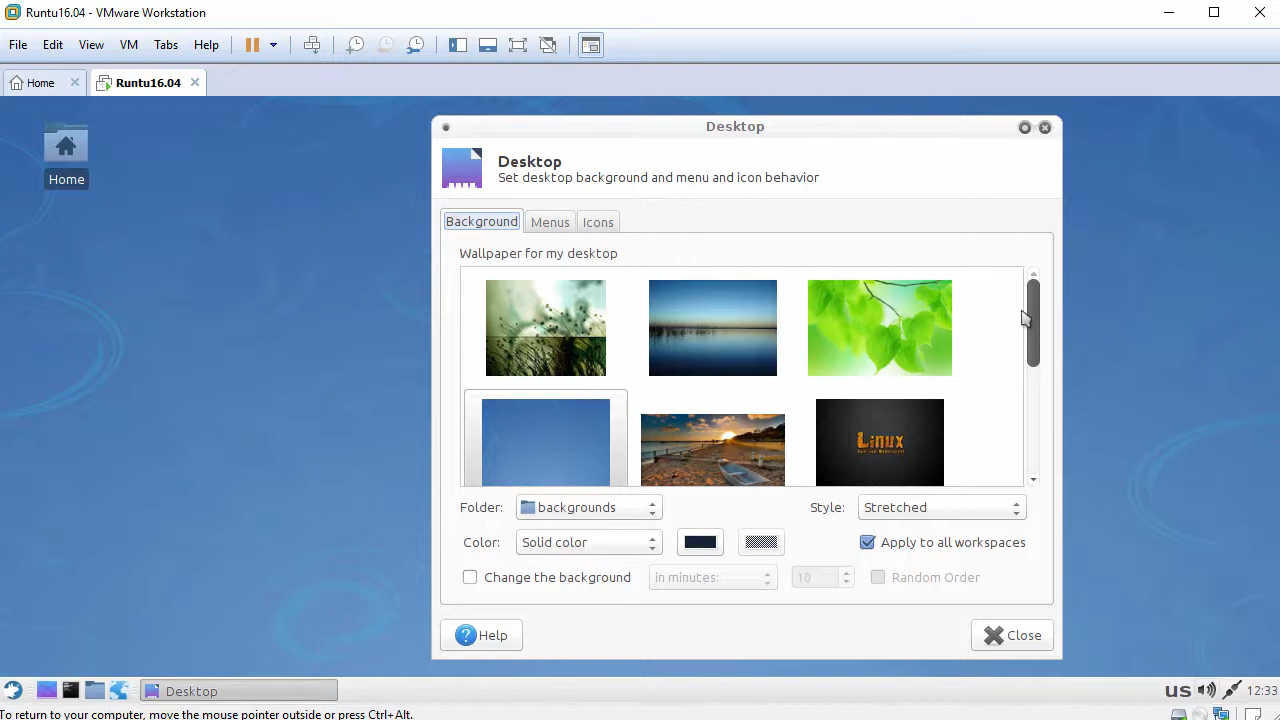 Runtu16.04 - VMware Workstation
File Edit View VM Tabs Help
Home Runtu16.04
Home
Desktop
Desktop
Set desktop background and menu and icon behavior
Background Menus Icons
Wallpaper for my desktop
Linux
Folder: backgrounds Style: Stretched
Color: Solid color Apply to all workspaces
Change the background in minutes: 10 Random Order
Help Close
Desktop us 12:33
To return to your computer, move the mouse pointer outside or press Ctrl+Alt.